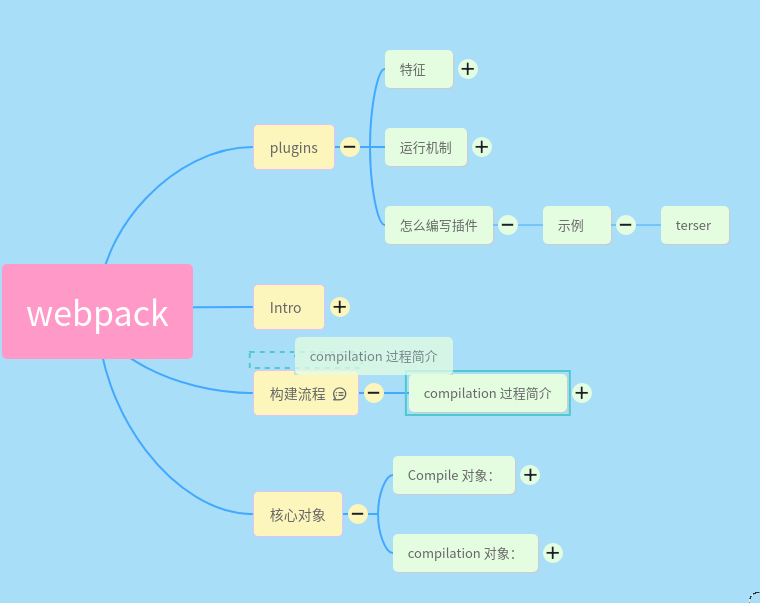 特征
plugins
运行机制
怎么编写插件
示例
terser
webpack
Intro
compilation 过程简介
构建流程
compilation 过程简介
Compile 对象：
核心对象
compilation 对象：